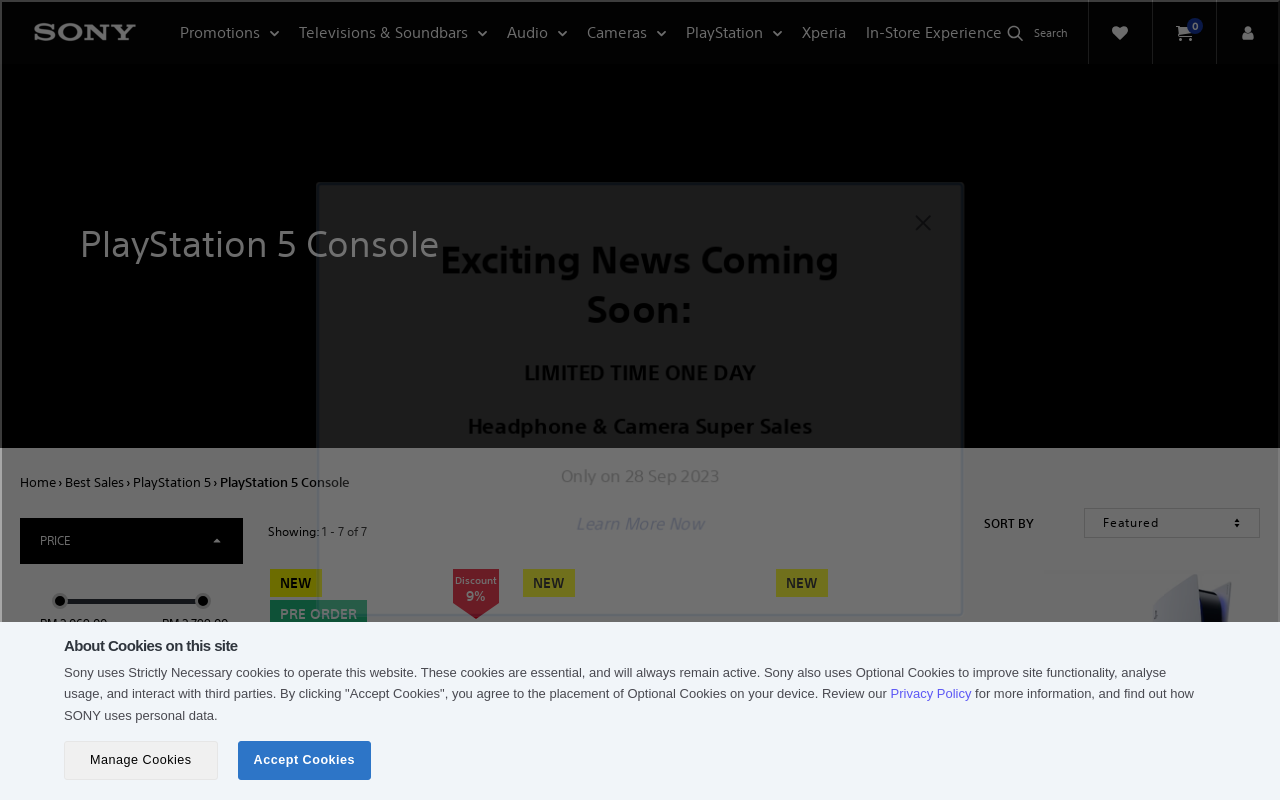 SONY
Promotions Televisions & Soundbars Audio Cameras PlayStation Xperia In-Store Experience Search 0
PlayStation 5 Console
Exciting News Coming
Soon:
LIMITED TIME ONE DAY
Headphone & Camera Super Sales
Only on 28 Sep 2023
Learn More Now
Home › Best Sales › PlayStation 5 › PlayStation 5 Console
PRICE
Showing: 1 - 7 of 7
SORT BY Featured
NEW
Discount
9%
NEW
NEW
PRE ORDER
About Cookies on this site
Sony uses Strictly Necessary cookies to operate this website. These cookies are essential, and will always remain active. Sony also uses Optional Cookies to improve site functionality, analyse
usage, and interact with third parties. By clicking "Accept Cookies", you agree to the placement of Optional Cookies on your device. Review our Privacy Policy for more information, and find out how
SONY uses personal data.
Manage Cookies Accept Cookies